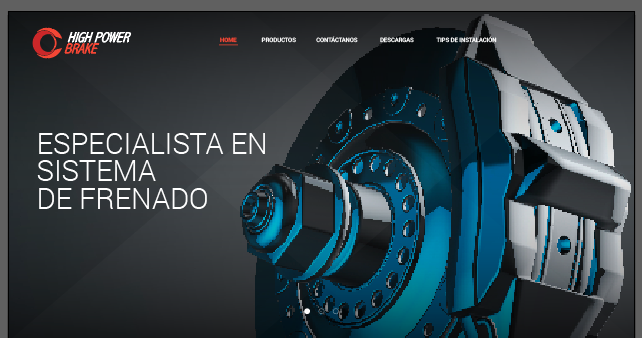 HIGH POWER
BRAKE
HOME PRODUCTOS CONTÁCTANOS DESCARGAS TIPS DE INSTALACIÓN
ESPECIALISTA EN
SISTEMA
DE FRENADO